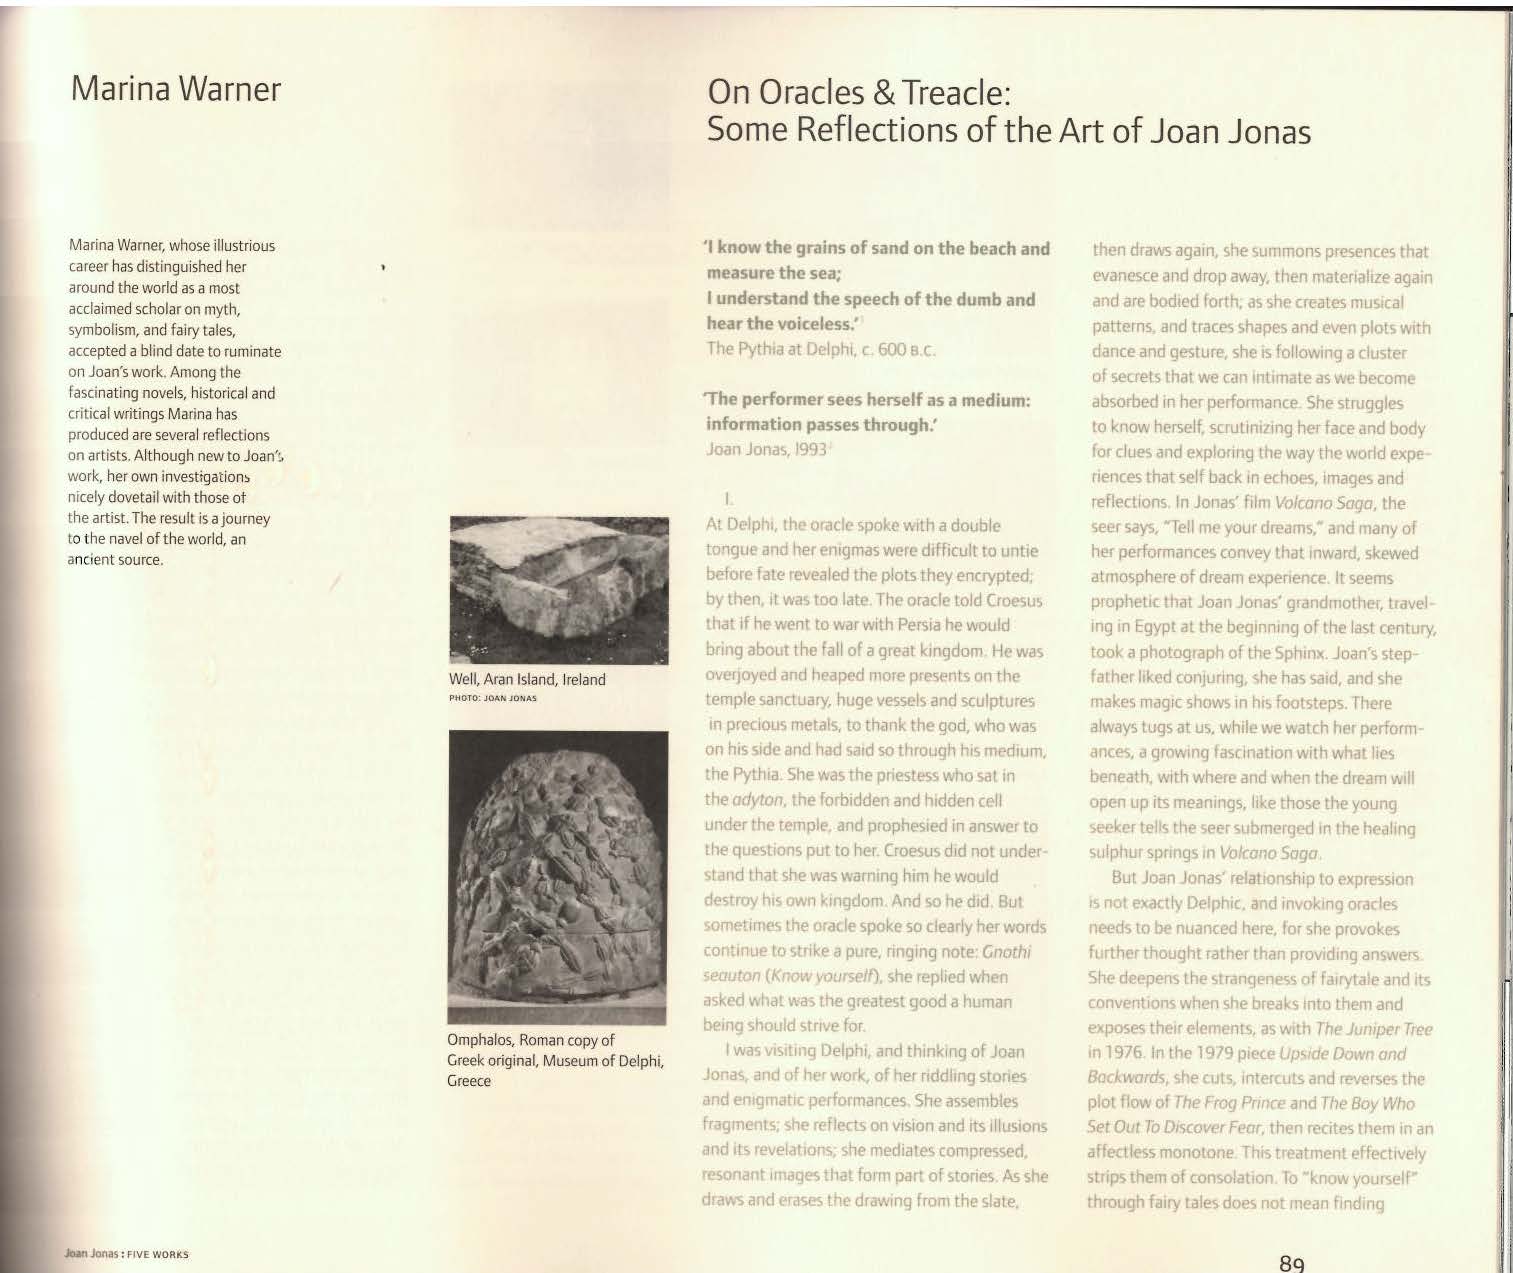 Marina Warner
On Oracles & Treacle:
Some Reflections of the Art of Joan Jonas
Marina Warner, whose illustrious
career has distinguished her
around the world as a most
acclaimed scholar on myth,
symbolism, and fairy tales,
accepted a blind date to ruminate
on Joan's work. Among the
fascinating novels, historical and
critical writings Marina has
produced are several reflections
on artists. Although new to Joan's
work, her own investigations
nicely dovetail with those of
the artist. The result is a journey
to the navel of the world, an
ancient source.
Well, Aran Island, Ireland
PHOTO: JOAN JONAS
Omphalos, Roman copy of
Greek original, Museum of Delphi,
Greece
'I know the grains of sand on the beach and
measure the sea;
I understand the speech of the dumb and
hear the voiceless.'1
The Pythia at Delphi, c. 600 B.C.
'The performer sees herself as a medium:
information passes through.'
Joan Jonas, 19932
I.
At Delphi, the oracle spoke with a double
tongue and her enigmas were difficult to untie
before fate revealed the plots they encrypted;
by then, it was too late. The oracle told Croesus
that if he went to war with Persia he would
bring about the fall of a great kingdom. He was
overjoyed and heaped more presents on the
temple sanctuary, huge vessels and sculptures
in precious metals, to thank the god, who was
on his side and had said so through his medium,
the Pythia. She was the priestess who sat in
the adyton, the forbidden and hidden cell
under the temple, and prophesied in answer to
the questions put to her. Croesus did not under-
stand that she was warning him he would
destroy his own kingdom. And so he did. But
sometimes the oracle spoke so clearly her words
continue to strike a pure, ringing note: Gnothi
seauton (Know yourself), she replied when
asked what was the greatest good a human
being should strive for.
I was visiting Delphi, and thinking of Joan
Jonas, and of her work, of her riddling stories
and enigmatic performances. She assembles
fragments; she reflects on vision and its illusions
and its revelations; she mediates compressed,
resonant images that form part of stories. As she
draws and erases the drawing from the slate,
then draws again, she summons presences that
evanesce and drop away, then materialize again
and are bodied forth; as she creates musical
patterns, and traces shapes and even plots with
dance and gesture, she is following a cluster
of secrets that we can intimate as we become
absorbed in her performance. She struggles
to know herself, scrutinizing her face and body
for clues and exploring the way the world expe-
riences that self back in echoes, images and
reflections. In Jonas' film Volcano Saga, the
seer says, "Tell me your dreams," and many of
her performances convey that inward, skewed
atmosphere of dream experience. It seems
prophetic that Joan Jonas' grandmother, travel-
ing in Egypt at the beginning of the last century,
took a photograph of the Sphinx. Joan's step-
father liked conjuring, she has said, and she
makes magic shows in his footsteps. There
always tugs at us, while we watch her perform-
ances, a growing fascination with what lies
beneath, with where and when the dream will
open up its meanings, like those the young
seeker tells the seer submerged in the healing
sulphur springs in Volcano Saga.
But Joan Jonas' relationship to expression
is not exactly Delphic, and invoking oracles
needs to be nuanced here, for she provokes
further thought rather than providing answers.
She deepens the strangeness of fairytale and its
conventions when she breaks into them and
exposes their elements, as with The Juniper Tree
in 1976. In the 1979 piece Upside Down and
Backwards, she cuts, intercuts and reverses the
plot flow of The Frog Prince and The Boy Who
Set Out To Discover Fear, then recites them in an
affectless monotone. This treatment effectively
strips them of consolation. To "know yourself"
through fairy tales does not mean finding
Joan Jonas : FIVE WORKS
89